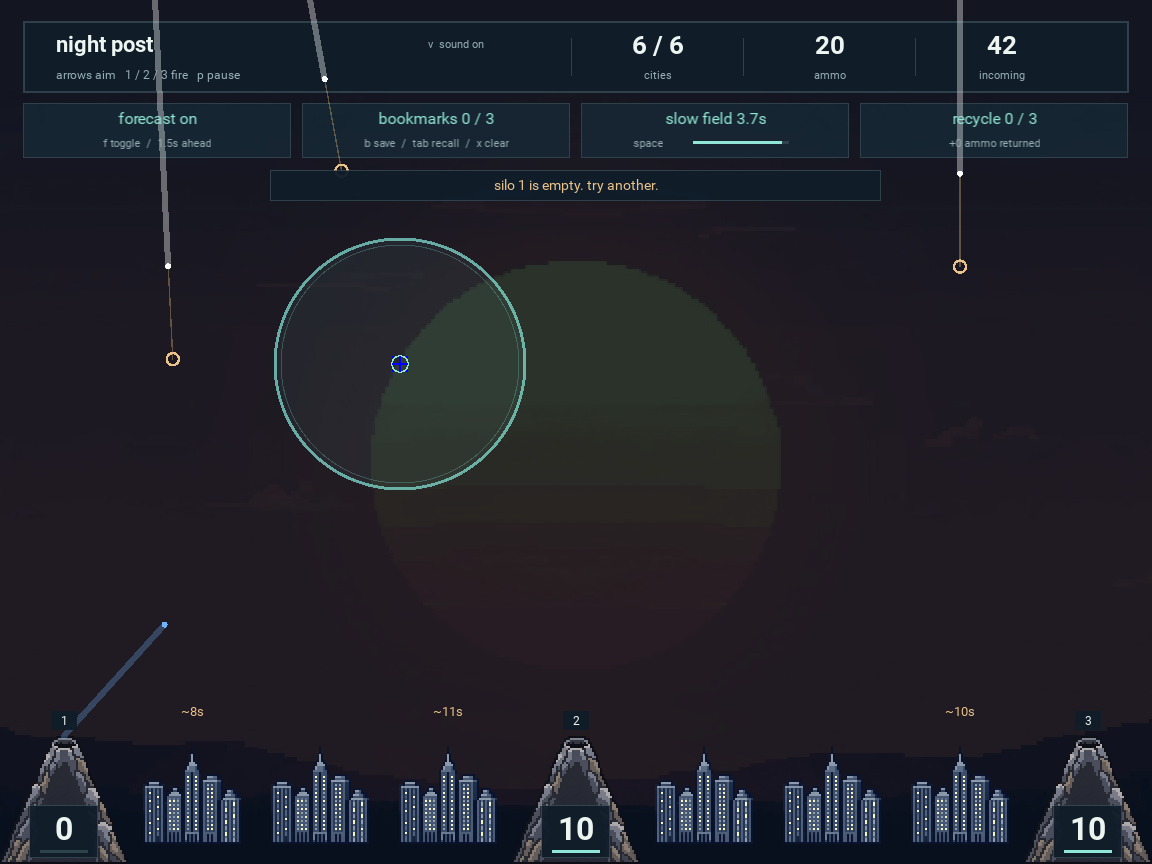 night post
v sound on
6 / 6
20
42
arrows aim 1 / 2 / 3 fire p pause
cities
ammo
incoming
forecast on
bookmarks 0 / 3
slow field 3.7s
recycle 0 / 3
f toggle / 1.5s ahead
b save / tab recall / x clear
space
+0 ammo returned
silo 1 is empty. try another.
~8s
~11s
~10s
1
2
3
0
10
10